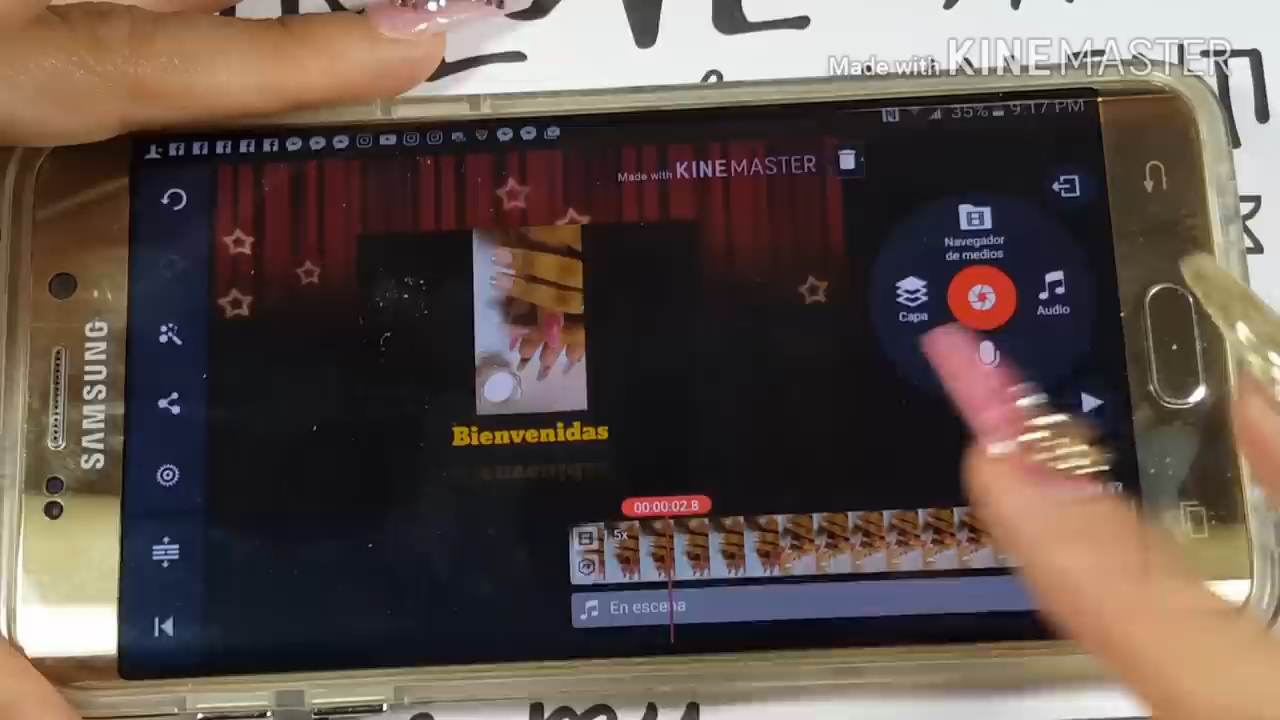 Made with KINEMASTER
35% 9:17 PM
Made with KINEMASTER
Navegador
de medios
Capa
Audio
SAMSUNG
Bienvenidas
00:00:02.8
1.5x
En escena